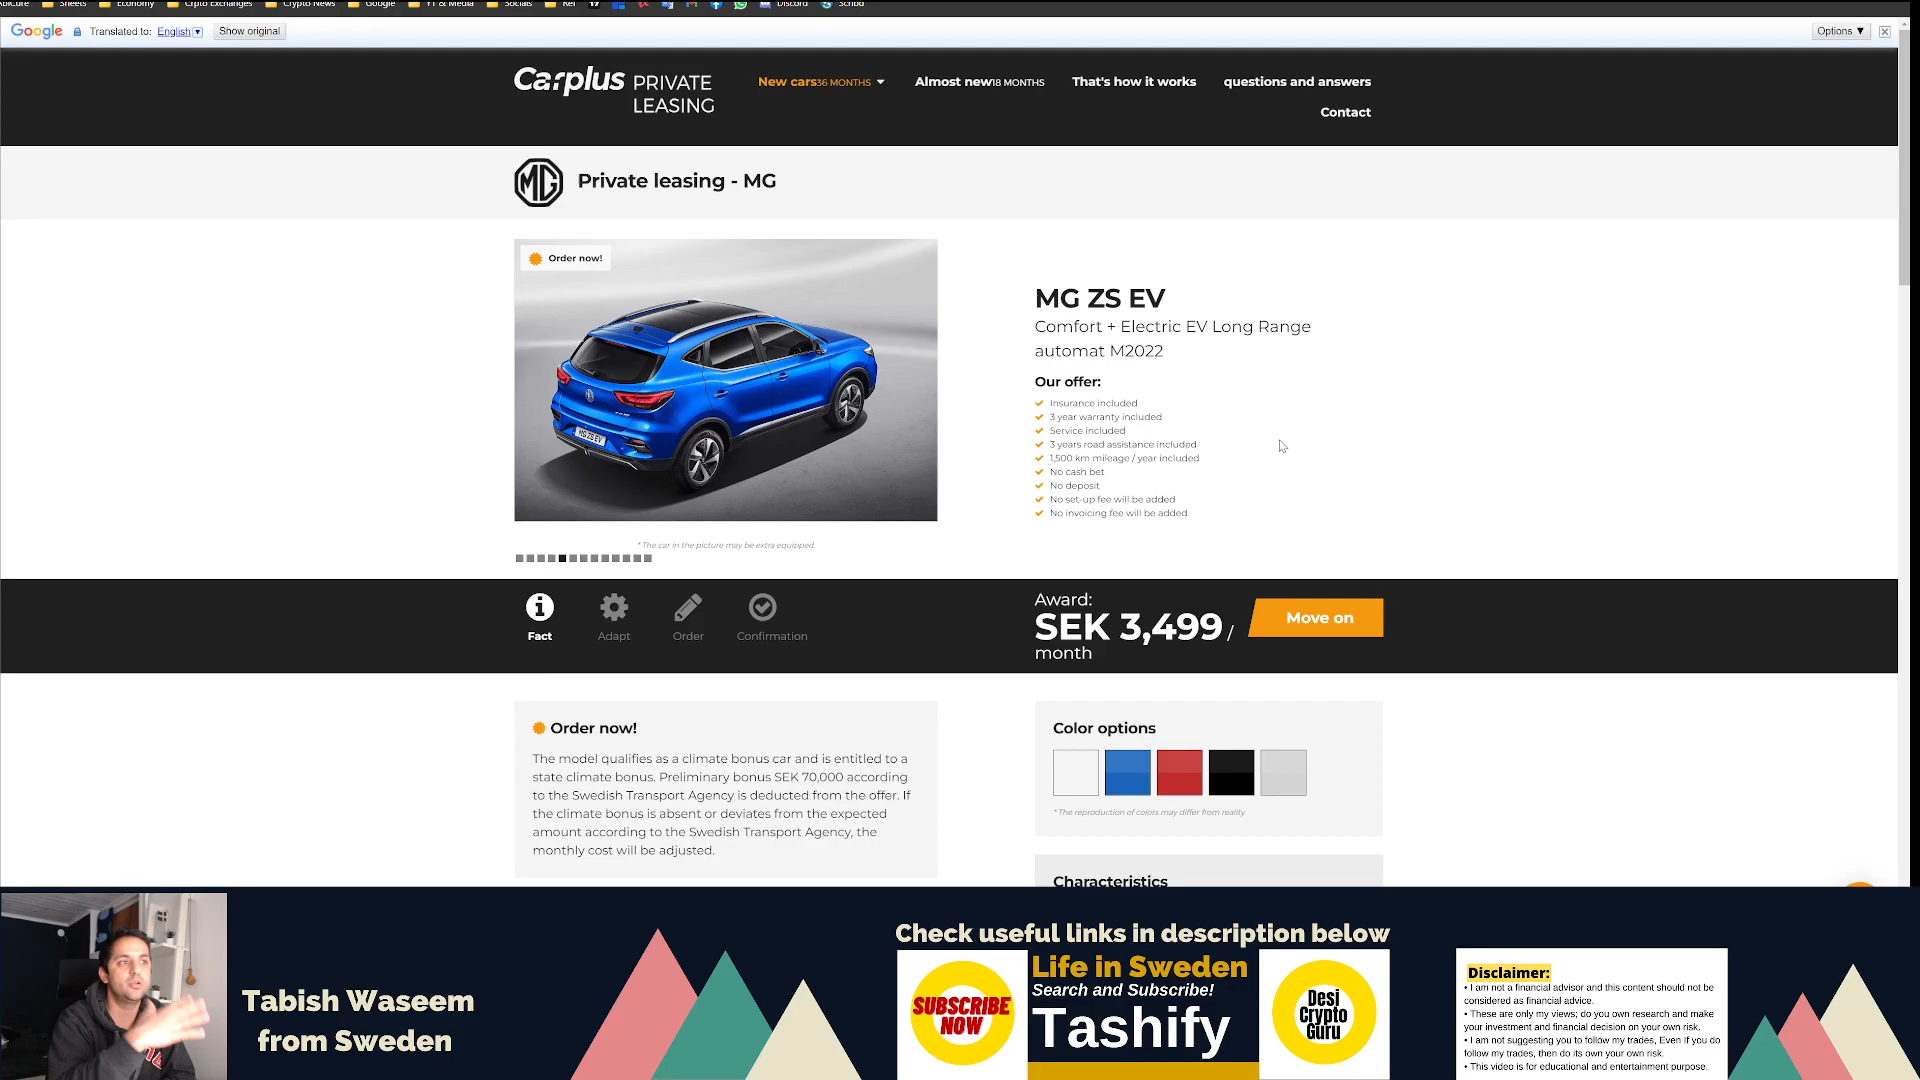 Sheets
Economy
Crpto Exchanges
Crypto News
Google
YT & Media
Socials
Ref
Discord
Scribd
Google
Translated to: English
Show original
Options ▼
Carplus PRIVATE
LEASING
New cars36 MONTHS
Almost new18 MONTHS
That's how it works
questions and answers
Contact
MG
Private leasing - MG
Order now!
MG ZS EV
MG ZS EV
Comfort + Electric EV Long Range
automat M2022
Our offer:
Insurance included
3 year warranty included
Service included
3 years road assistance included
1,500 km mileage / year included
No cash bet
No deposit
No set-up fee will be added
No invoicing fee will be added
* The car in the picture may be extra equipped.
Fact
Adapt
Order
Confirmation
Award:
SEK 3,499 /
month
Move on
Order now!
The model qualifies as a climate bonus car and is entitled to a
state climate bonus. Preliminary bonus SEK 70,000 according
to the Swedish Transport Agency is deducted from the offer. If
the climate bonus is absent or deviates from the expected
amount according to the Swedish Transport Agency, the
monthly cost will be adjusted.
Color options
* The reproduction of colors may differ from reality
Characteristics
Tabish Waseem
from Sweden
Check useful links in description below
SUBSCRIBE
NOW
Life in Sweden
Search and Subscribe!
Tashify
Desi
Crypto
Guru
Disclaimer:
• I am not a financial advisor and this content should not be
considered as financial advice.
• These are only my views; do you own research and make
your investment and financial decision on your own risk.
• I am not suggesting you to follow my trades, Even if you do
follow my trades, then do its own your own risk.
• This video is for educational and entertainment purpose.